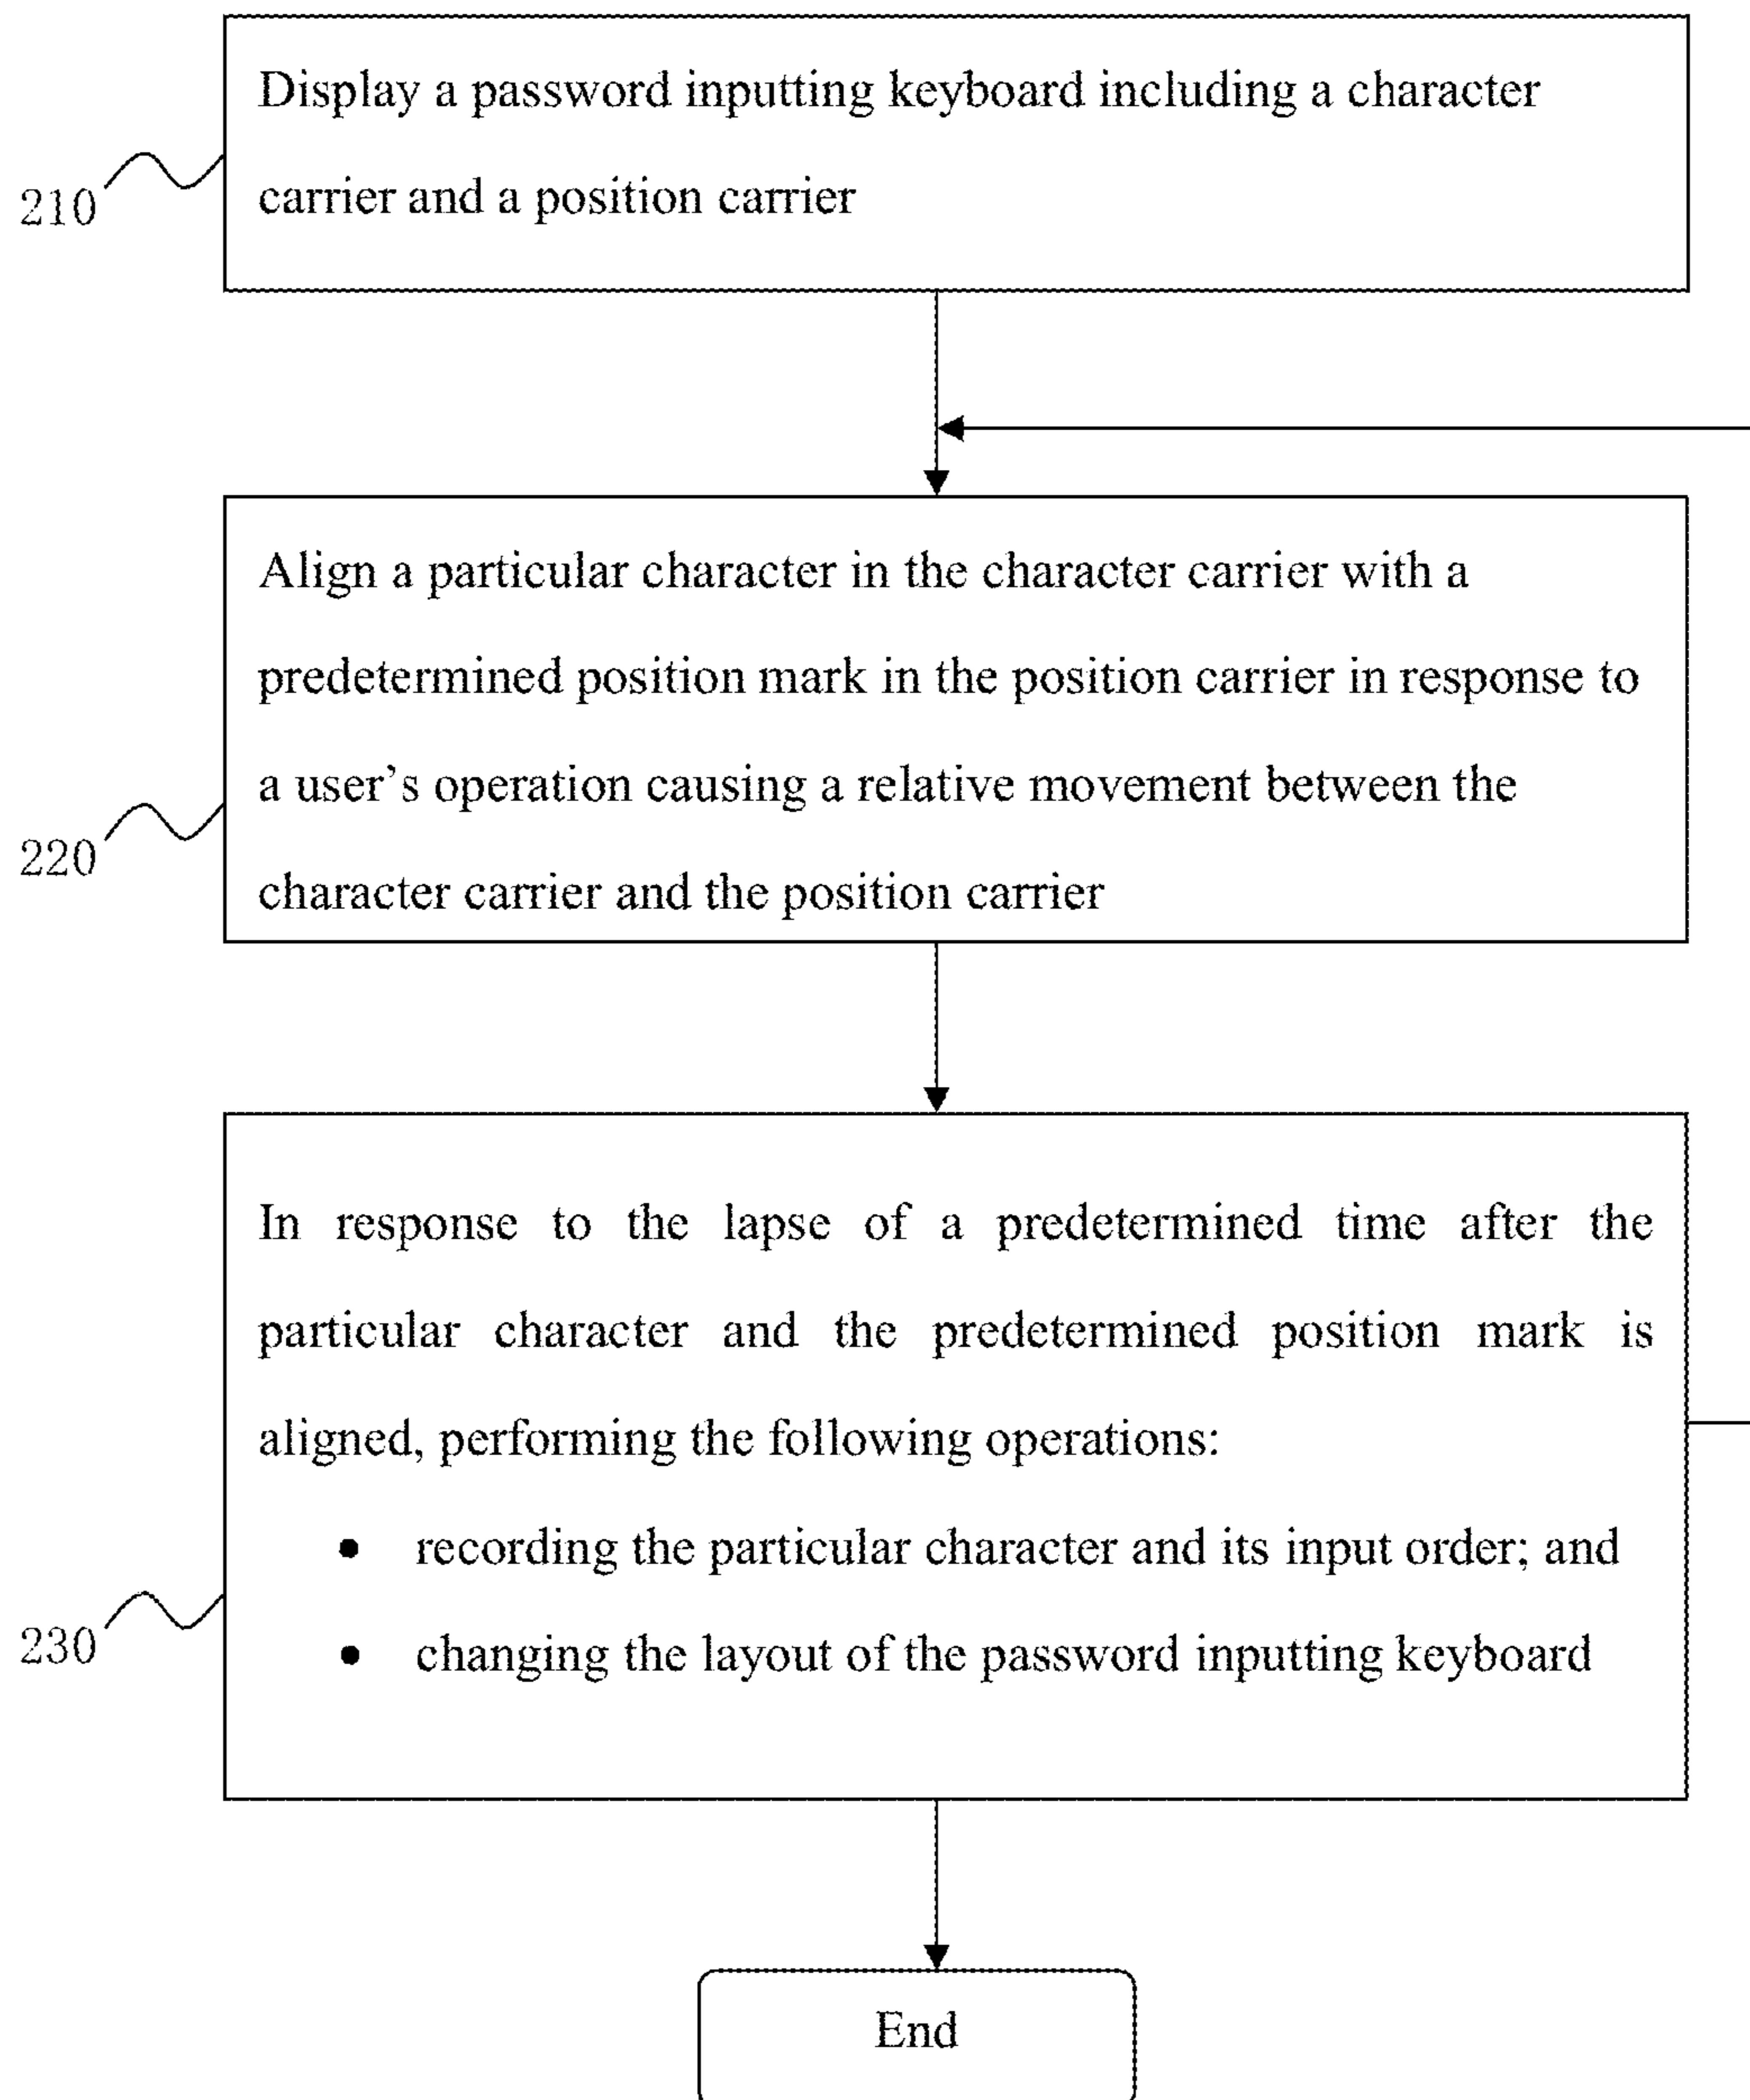 Display a password inputting keyboard including a character
carrier and a position carrier
210
Align a particular character in the character carrier with a
predetermined position mark in the position carrier in response to
a user’s operation causing a relative movement between the
character carrier and the position carrier
220
In response to the lapse of a predetermined time after the
particular character and the predetermined position mark is
aligned, performing the following operations:
• recording the particular character and its input order; and
• changing the layout of the password inputting keyboard
230
End